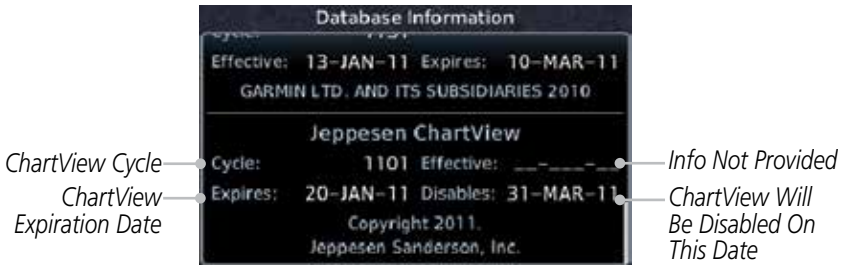 Database Information
Effective: 13-JAN-11 Expires: 10-MAR-11
GARMIN LTD. AND ITS SUBSIDIARIES 2010
Jeppesen ChartView
ChartView Cycle
Cycle: 1101 Effective: __-___-__
Info Not Provided
ChartView
Expiration Date
Expires: 20-JAN-11 Disables: 31-MAR-11
ChartView Will
Be Disabled On
This Date
Copyright 2011.
Jeppesen Sanderson, Inc.